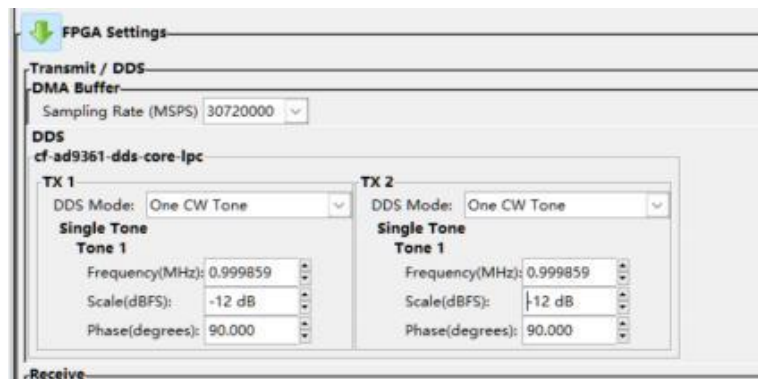 FPGA Settings
Transmit / DDS
DMA Buffer
Sampling Rate (MSPS) 30720000
DDS
cf-ad9361-dds-core-lpc
TX 1 TX 2
DDS Mode: One CW Tone DDS Mode: One CW Tone
Single Tone Single Tone
Tone 1 Tone 1
Frequency(MHz): 0.999859 Frequency(MHz): 0.999859
Scale(dBFS): -12 dB Scale(dBFS): -12 dB
Phase(degrees): 90.000 Phase(degrees): 90.000
Receive